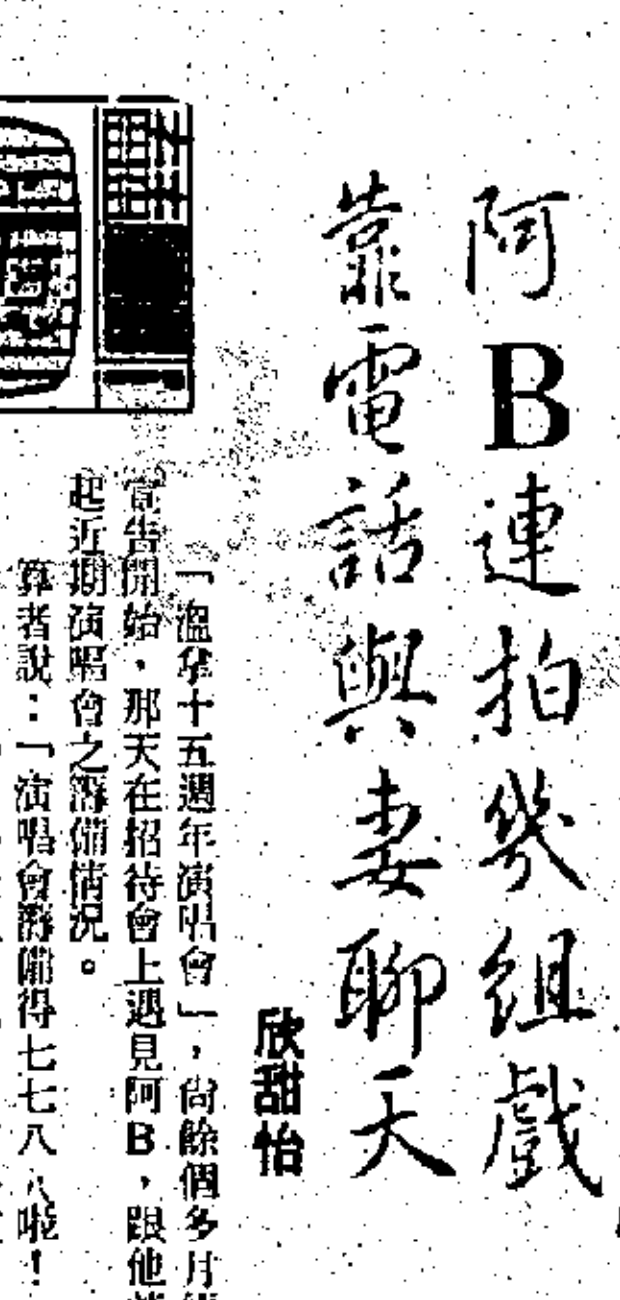 阿B連拍幾組戲
靠電話與妻聊天
欣甜怡
「溫拿十五週年演唱會」，尚餘個多月
宣告開始，那天在招待會上遇見阿B，跟他
起近期演唱會之籌備情況。
算者說：「演唱會籌備得七七八八啦！